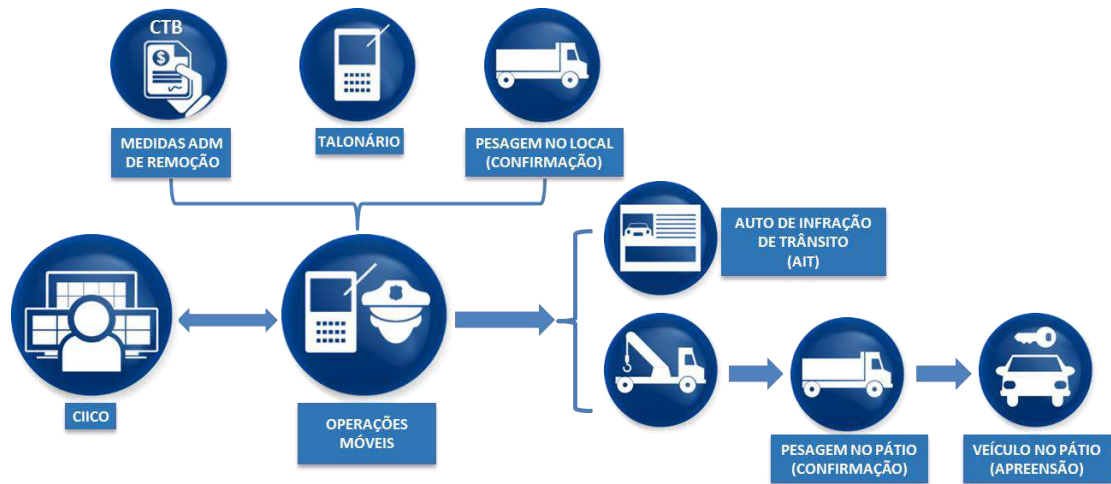 CTB
MEDIDAS ADM
DE REMOÇÃO
TALONÁRIO
PESAGEM NO LOCAL
(CONFIRMAÇÃO)
AUTO DE INFRAÇÃO
DE TRÂNSITO
(AIT)
CIICO
OPERAÇÕES
MÓVEIS
PESAGEM NO PÁTIO
(CONFIRMAÇÃO)
VEÍCULO NO PÁTIO
(APREENSÃO)